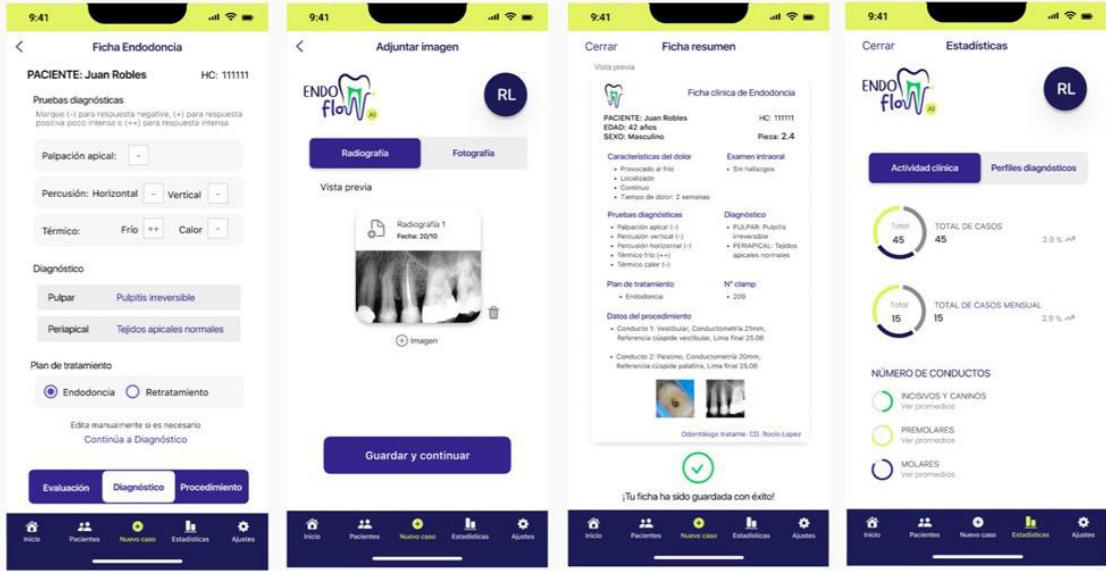 9:41
Ficha Endodoncia
PACIENTE: Juan Robles HC: 111111
Pruebas diagnósticas
Marque (-) para respuesta negativa, (+) para respuesta
positiva poco intensa o (++) para respuesta intensa
Palpación apical: -
Percusión: Horizontal - Vertical -
Térmico: Frío ++ Calor -
Diagnóstico
Pulpar Pulpitis irreversible
Periapical Tejidos apicales normales
Plan de tratamiento
Endodoncia Retratamiento
Edita manualmente si es necesario
Continúa a Diagnóstico
Evaluación Diagnóstico Procedimiento
Inicio Pacientes Nuevo caso Estadísticas Ajustes
9:41
Adjuntar imagen
ENDO
flow AI
RL
Radiografía Fotografía
Vista previa
Radiografía 1
Fecha: 20/10
Imagen
Guardar y continuar
Inicio Pacientes Nuevo caso Estadísticas Ajustes
9:41
Cerrar Ficha resumen
Vista previa
Ficha clínica de Endodoncia
PACIENTE: Juan Robles HC: 111111
EDAD: 42 años
SEXO: Masculino Pieza: 2.4
Características del dolor Examen intraoral
• Provocado al frío • Sin hallazgos
• Localizado
• Continuo
• Tiempo de dolor: 2 semanas
Pruebas diagnósticas Diagnóstico
• Palpación apical (-) • PULPAR: Pulpitis
• Percusión vertical (-) irreversible
• Percusión horizontal (-) • PERIAPICAL: Tejidos
• Térmico frío (++) apicales normales
• Térmico calor (-)
Plan de tratamiento N° clamp
• Endodoncia • 209
Datos del procedimiento
• Conducto 1: Vestibular, Conductometría 21mm,
Referencia cúspide vestibular, Lima final 25.06
• Conducto 2: Palatino, Conductometría 20mm,
Referencia cúspide palatina, Lima final 25.06
Odontólogo tratante: CD. Rocío Lopez
¡Tu ficha ha sido guardada con éxito!
Inicio Pacientes Nuevo caso Estadísticas Ajustes
9:41
Cerrar Estadísticas
ENDO
flow AI
RL
Actividad clínica Perfiles diagnósticos
Total
45
TOTAL DE CASOS
45 2.9 %
Total
15
TOTAL DE CASOS MENSUAL
15 2.9 %
NÚMERO DE CONDUCTOS
INCISIVOS Y CANINOS
Ver promedios
PREMOLARES
Ver promedios
MOLARES
Ver promedios
Inicio Pacientes Nuevo caso Estadísticas Ajustes